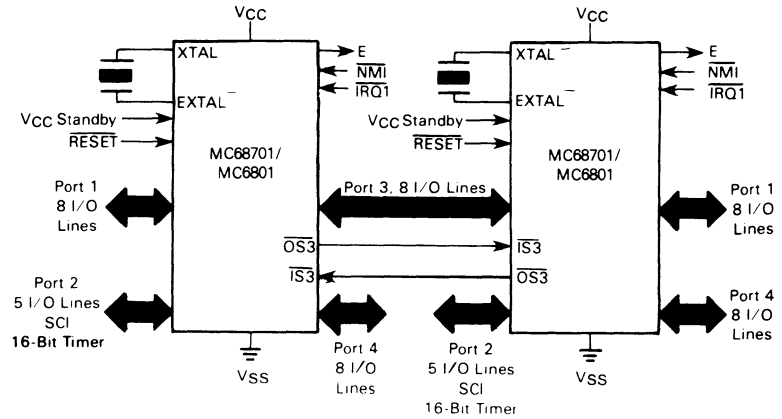 VCC
VCC
XTAL
E
NMI
IRQ1
EXTAL
VCC Standby
RESET
MC68701/
MC6801
Port 1
8 I/O
Lines
Port 3, 8 I/O Lines
OS3
IS3
Port 2
5 I/O Lines
SCI
16-Bit Timer
Port 4
8 I/O
Lines
VSS
XTAL
E
NMI
IRQ1
EXTAL
VCC Standby
RESET
MC68701/
MC6801
Port 1
8 I/O
Lines
IS3
OS3
Port 4
8 I/O
Lines
Port 2
5 I/O Lines
SCI
16-Bit Timer
VSS